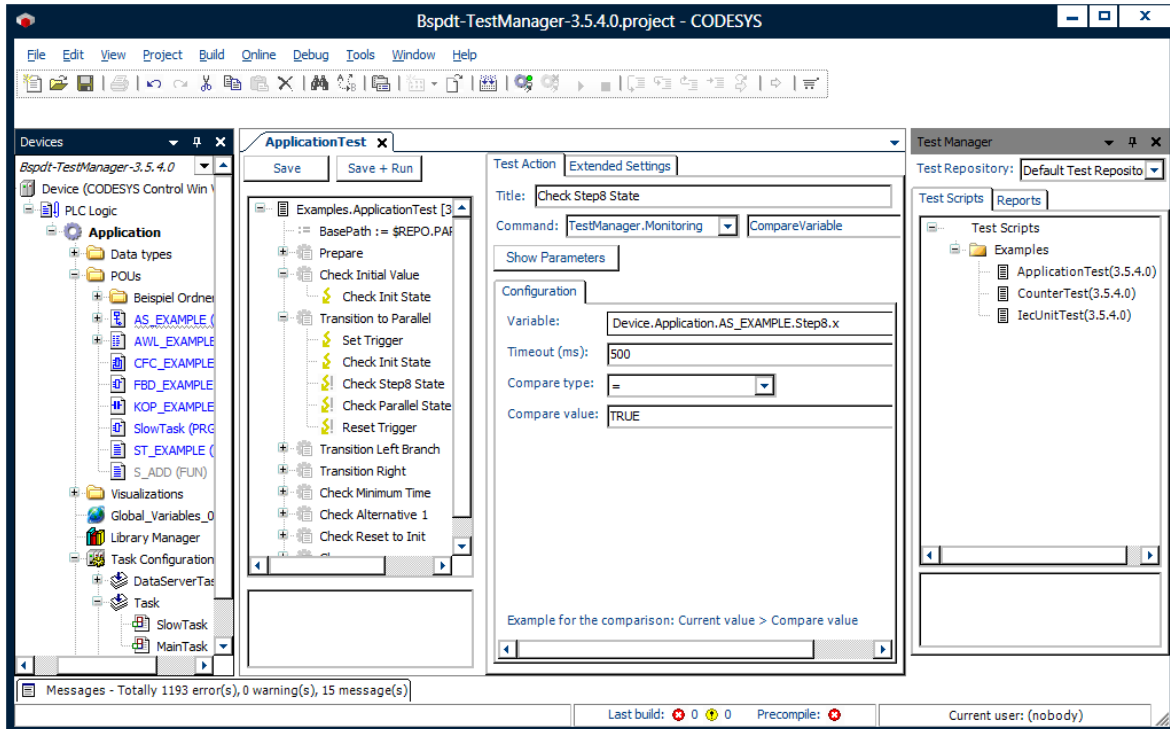 Bspdt-TestManager-3.5.4.0.project - CODESYS
File Edit View Project Build Online Debug Tools Window Help
Devices
Bspdt-TestManager-3.5.4.0
Device (CODESYS Control Win V
PLC Logic
Application
Data types
POUs
Beispiel Ordner
AS_EXAMPLE (
AWL_EXAMPLE
CFC_EXAMPLE
FBD_EXAMPLE
KOP_EXAMPLE
SlowTask (PRG
ST_EXAMPLE (
S_ADD (FUN)
Visualizations
Global_Variables_0
Library Manager
Task Configuration
DataServerTas
Task
SlowTask
MainTask
ApplicationTest
Save Save + Run
Examples.ApplicationTest [3
:= BasePath := $REPO.PAR
Prepare
Check Initial Value
Check Init State
Transition to Parallel
Set Trigger
Check Init State
Check Step8 State
Check Parallel State
Reset Trigger
Transition Left Branch
Transition Right
Check Minimum Time
Check Alternative 1
Check Reset to Init
Test Action Extended Settings
Title: Check Step8 State
Command: TestManager.Monitoring CompareVariable
Show Parameters
Configuration
Variable: Device.Application.AS_EXAMPLE.Step8.x
Timeout (ms): 500
Compare type: =
Compare value: TRUE
Example for the comparison: Current value > Compare value
Test Manager
Test Repository: Default Test Reposito
Test Scripts Reports
Test Scripts
Examples
ApplicationTest(3.5.4.0)
CounterTest(3.5.4.0)
IecUnitTest(3.5.4.0)
Messages - Totally 1193 error(s), 0 warning(s), 15 message(s)
Last build: 0 0 Precompile:
Current user: (nobody)